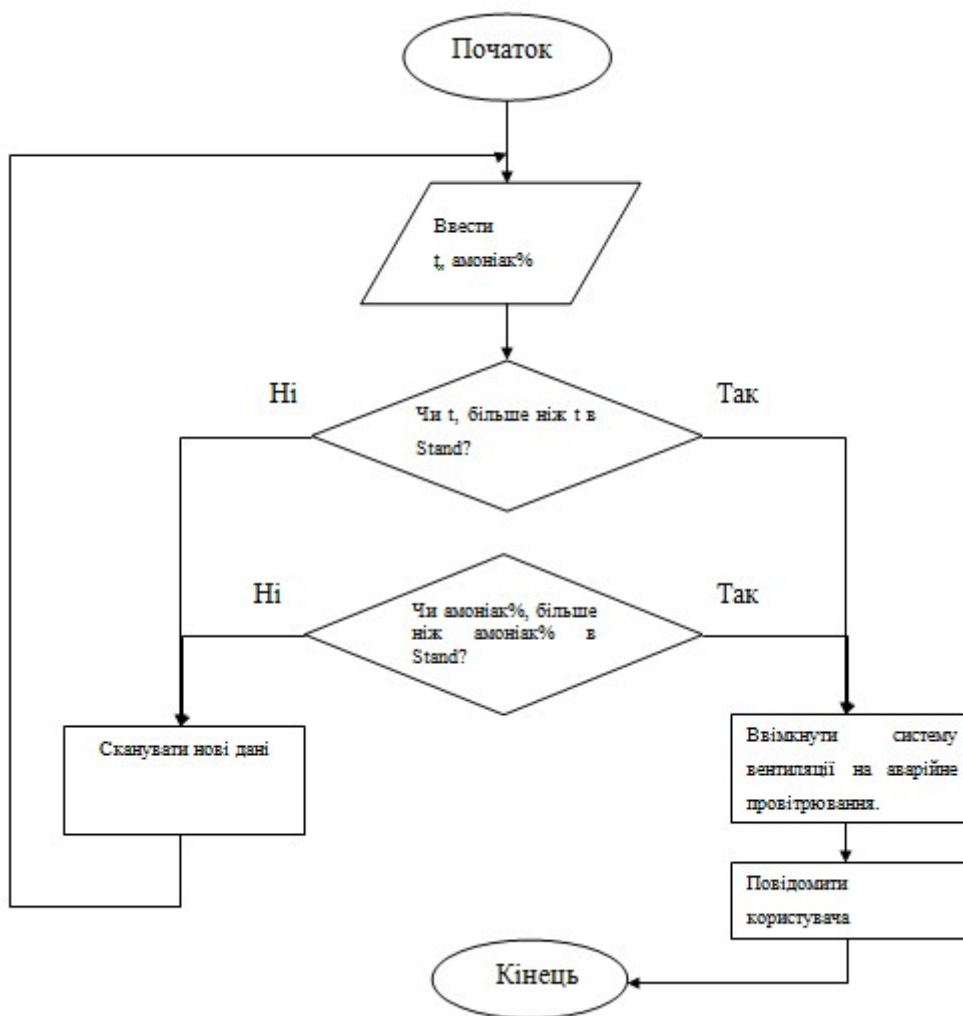 Початок
Ввести
t,, амоніак%
Ні
Так
Чи t, більше ніж t в
Stand?
Ні
Так
Чи амоніак%, більше
ніж амоніак% в
Stand?
Сканувати нові дані
Ввімкнути систему
вентиляції на аварійне
провітрювання.
Повідомити
користувача
Кінець